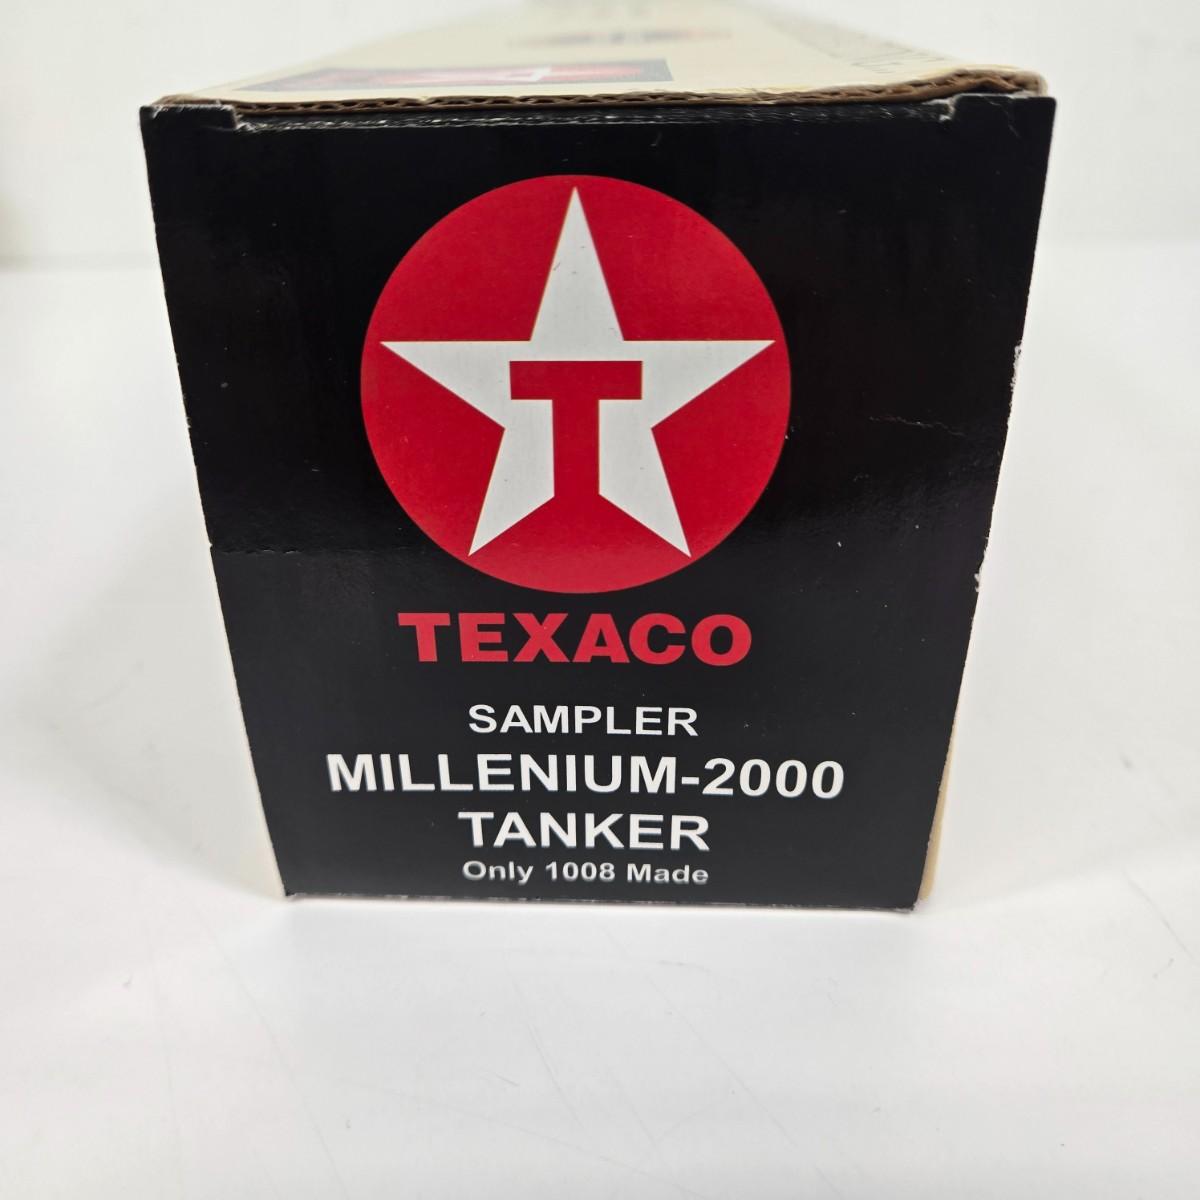 T
TEXACO
SAMPLER
MILLENIUM-2000
TANKER
Only 1008 Made